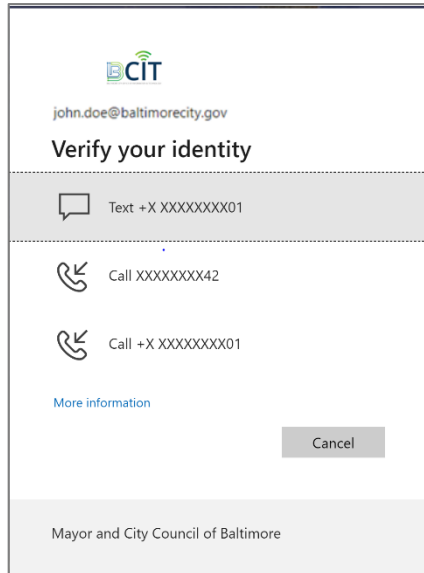 BCIT
john.doe@baltimorecity.gov
Verify your identity
Text +X XXXXXXXX01
Call XXXXXXXX42
Call +X XXXXXXXX01
More information
Cancel
Mayor and City Council of Baltimore